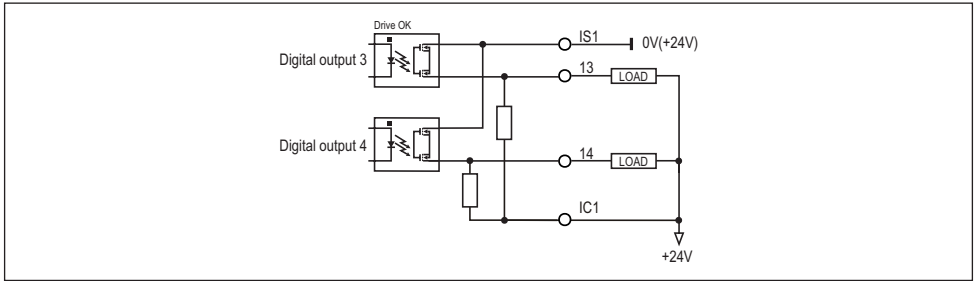 Drive OK
IS1
0V(+24V)
Digital output 3
13
LOAD
Digital output 4
14
LOAD
IC1
+24V